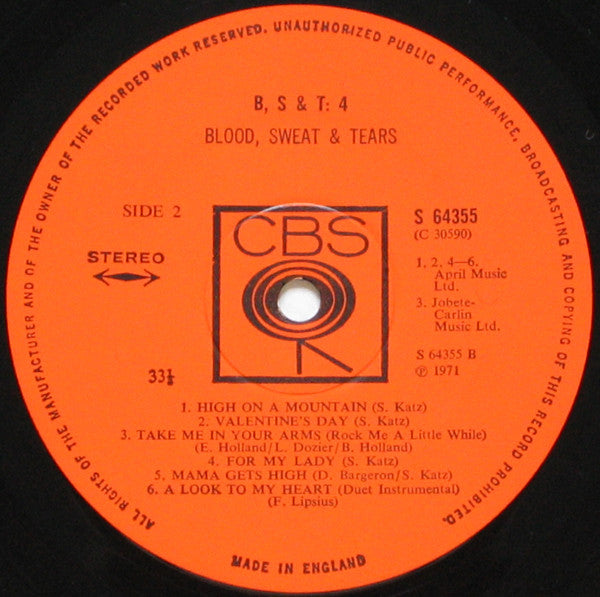 ALL RIGHTS OF THE MANUFACTURER AND OF THE OWNER OF THE RECORDED WORK RESERVED. UNAUTHORIZED PUBLIC PERFORMANCE, BROADCASTING AND COPYING OF THIS RECORD PROHIBITED.
B, S & T: 4
BLOOD, SWEAT & TEARS
SIDE 2
STEREO
CBS
S 64355
(C 30590)
1, 2, 4—6.
April Music
Ltd.
3. Jobete-
Carlin
Music Ltd.
33⅓
S 64355 B
℗ 1971
1. HIGH ON A MOUNTAIN (S. Katz)
2. VALENTINE'S DAY (S. Katz)
3. TAKE ME IN YOUR ARMS (Rock Me A Little While)
(E. Holland/L. Dozier/B. Holland)
4. FOR MY LADY (S. Katz)
5. MAMA GETS HIGH (D. Bargeron/S. Katz)
6. A LOOK TO MY HEART (Duet Instrumental)
(F. Lipsius)
MADE IN ENGLAND